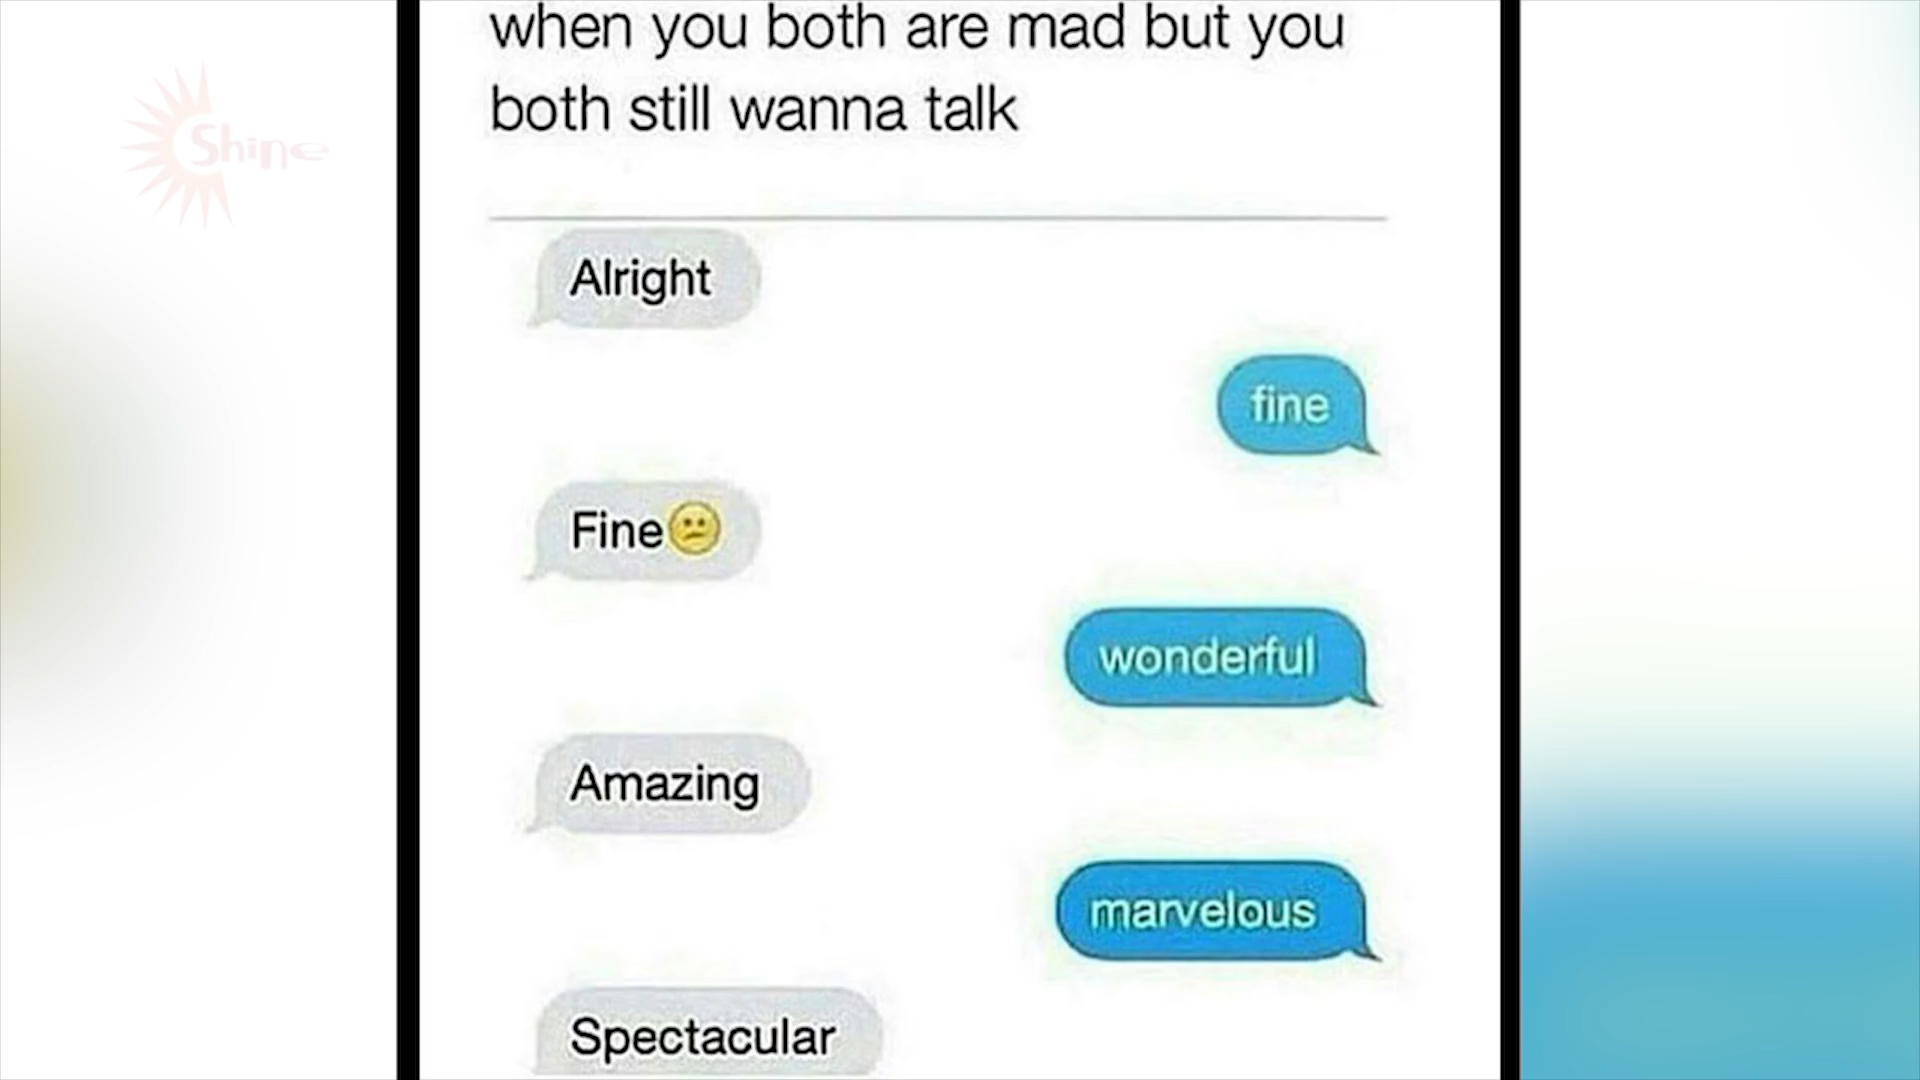 when you both are mad but you
both still wanna talk
Shine
Alright
fine
Fine😕
wonderful
Amazing
marvelous
Spectacular